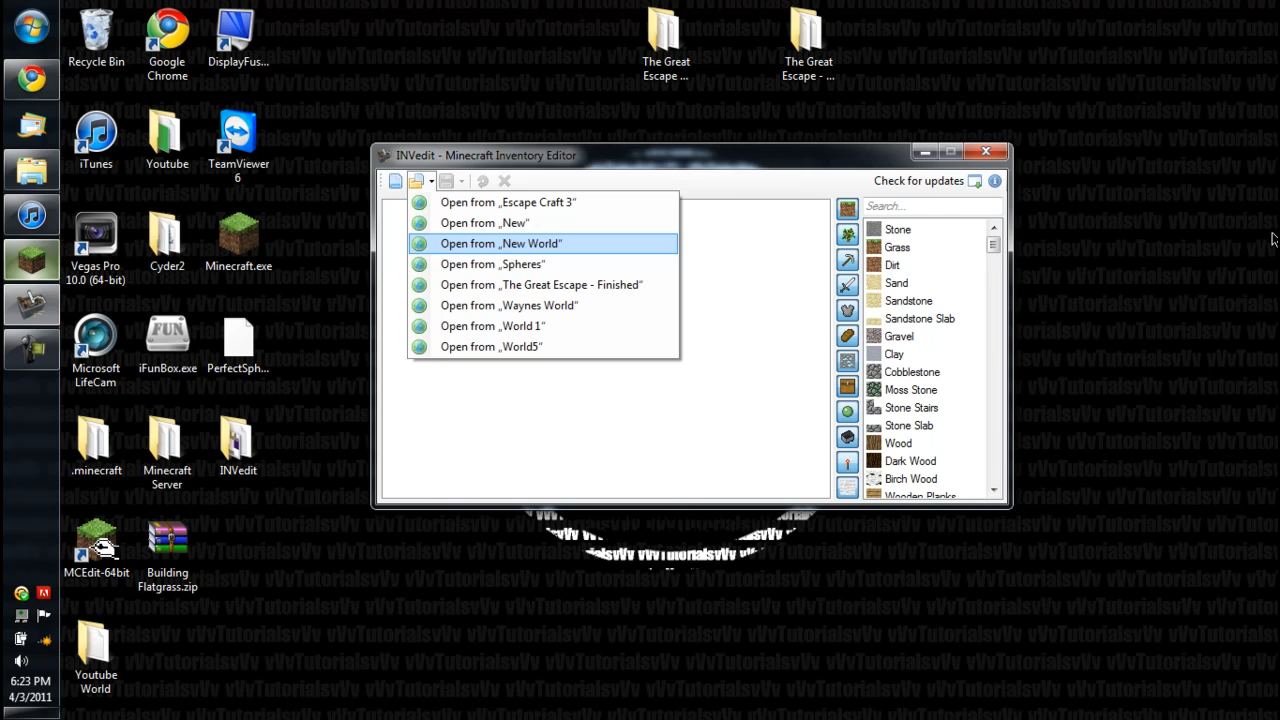 Recycle Bin
Google
Chrome
DisplayFus...
The Great
Escape ...
The Great
Escape - ...
iTunes
Youtube
TeamViewer
6
Vegas Pro
10.0 (64-bit)
Cyder2
Minecraft.exe
Microsoft
LifeCam
FUN
iFunBox.exe
PerfectSph...
.minecraft
Minecraft
Server
INVedit
MCEdit-64bit
Building
Flatgrass.zip
Youtube
World
6:23 PM
4/3/2011
INVedit - Minecraft Inventory Editor
Check for updates
Open from „Escape Craft 3"
Open from „New"
Open from „New World"
Open from „Spheres"
Open from „The Great Escape - Finished"
Open from „Waynes World"
Open from „World 1"
Open from „World5"
Search...
Stone
Grass
Dirt
Sand
Sandstone
Sandstone Slab
Gravel
Clay
Cobblestone
Moss Stone
Stone Stairs
Stone Slab
Wood
Dark Wood
Birch Wood
Wooden Planks
vVvTutorialsvVv